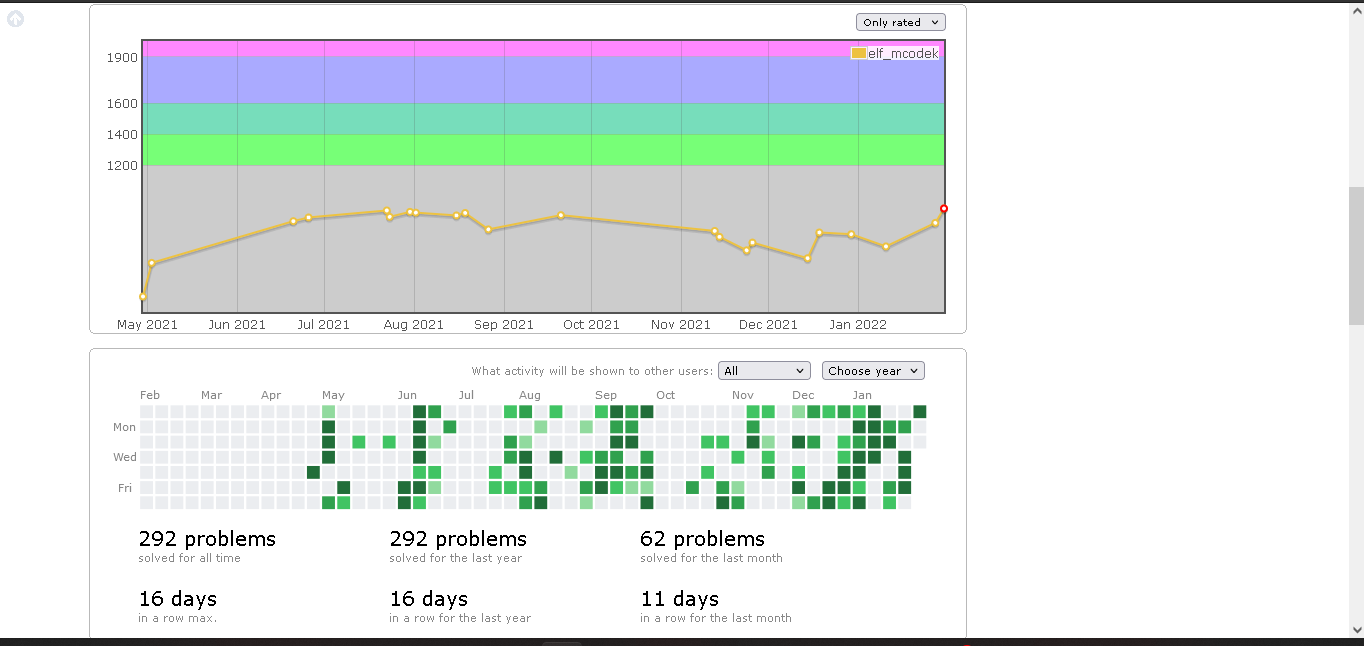 Only rated
elf_mcodek
1900
1600
1400
1200
May 2021 Jun 2021 Jul 2021 Aug 2021 Sep 2021 Oct 2021 Nov 2021 Dec 2021 Jan 2022
What activity will be shown to other users: All Choose year
Feb Mar Apr May Jun Jul Aug Sep Oct Nov Dec Jan
Mon
Wed
Fri
292 problems 292 problems 62 problems
solved for all time solved for the last year solved for the last month
16 days 16 days 11 days
in a row max. in a row for the last year in a row for the last month